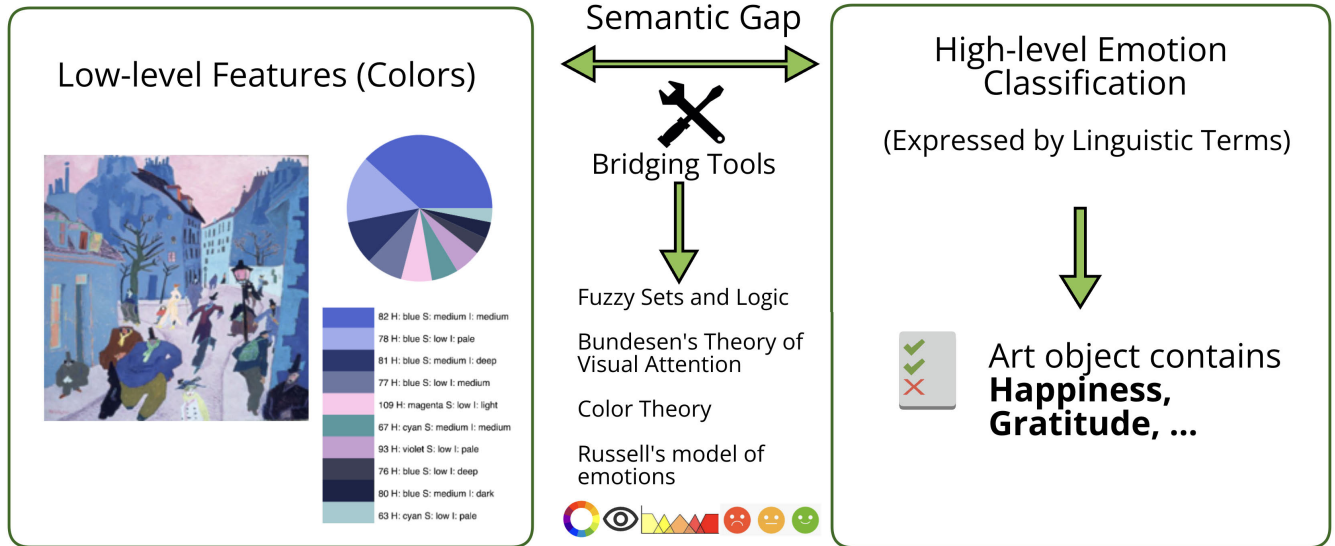 Low-level Features (Colors)
82 H: blue S: medium I: medium
78 H: blue S: low I: pale
81 H: blue S: medium I: deep
77 H: blue S: low I: medium
109 H: magenta S: low I: light
67 H: cyan S: medium I: medium
93 H: violet S: low I: pale
76 H: blue S: low I: deep
80 H: blue S: medium I: dark
63 H: cyan S: low I: pale
Semantic Gap
Bridging Tools
Fuzzy Sets and Logic
Bundesen's Theory of
Visual Attention
Color Theory
Russell's model of
emotions
High-level Emotion
Classification
(Expressed by Linguistic Terms)
Art object contains
Happiness,
Gratitude, ...